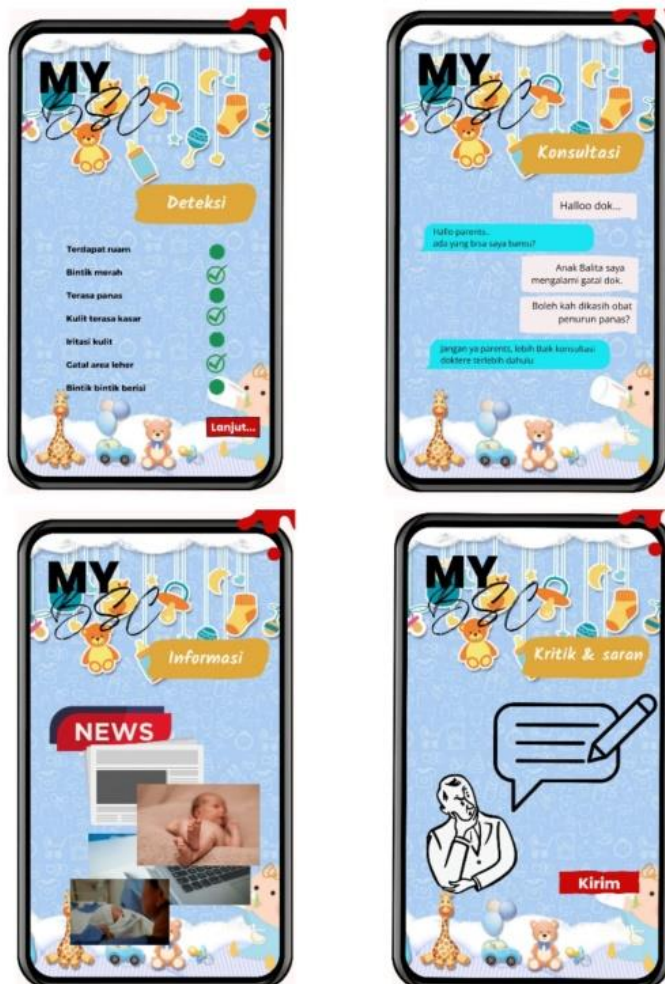 MY
BSC
Deteksi
Terdapat ruam
Bintik merah
Terasa panas
Kulit terasa kasar
Iritasi kulit
Gatal area leher
Bintik bintik berisi
Lanjut...
MY
BSC
Konsultasi
Halloo dok...
Hallo parents..
ada yang bisa saya bantu?
Anak Balita saya
mengalami gatal dok.
Boleh kah dikasih obat
penurun panas?
Jangan ya parents, lebih Baik konsultasi
doktere terlebih dahulu
MY
BSC
Informasi
NEWS
MY
BSC
Kritik & saran
Kirim